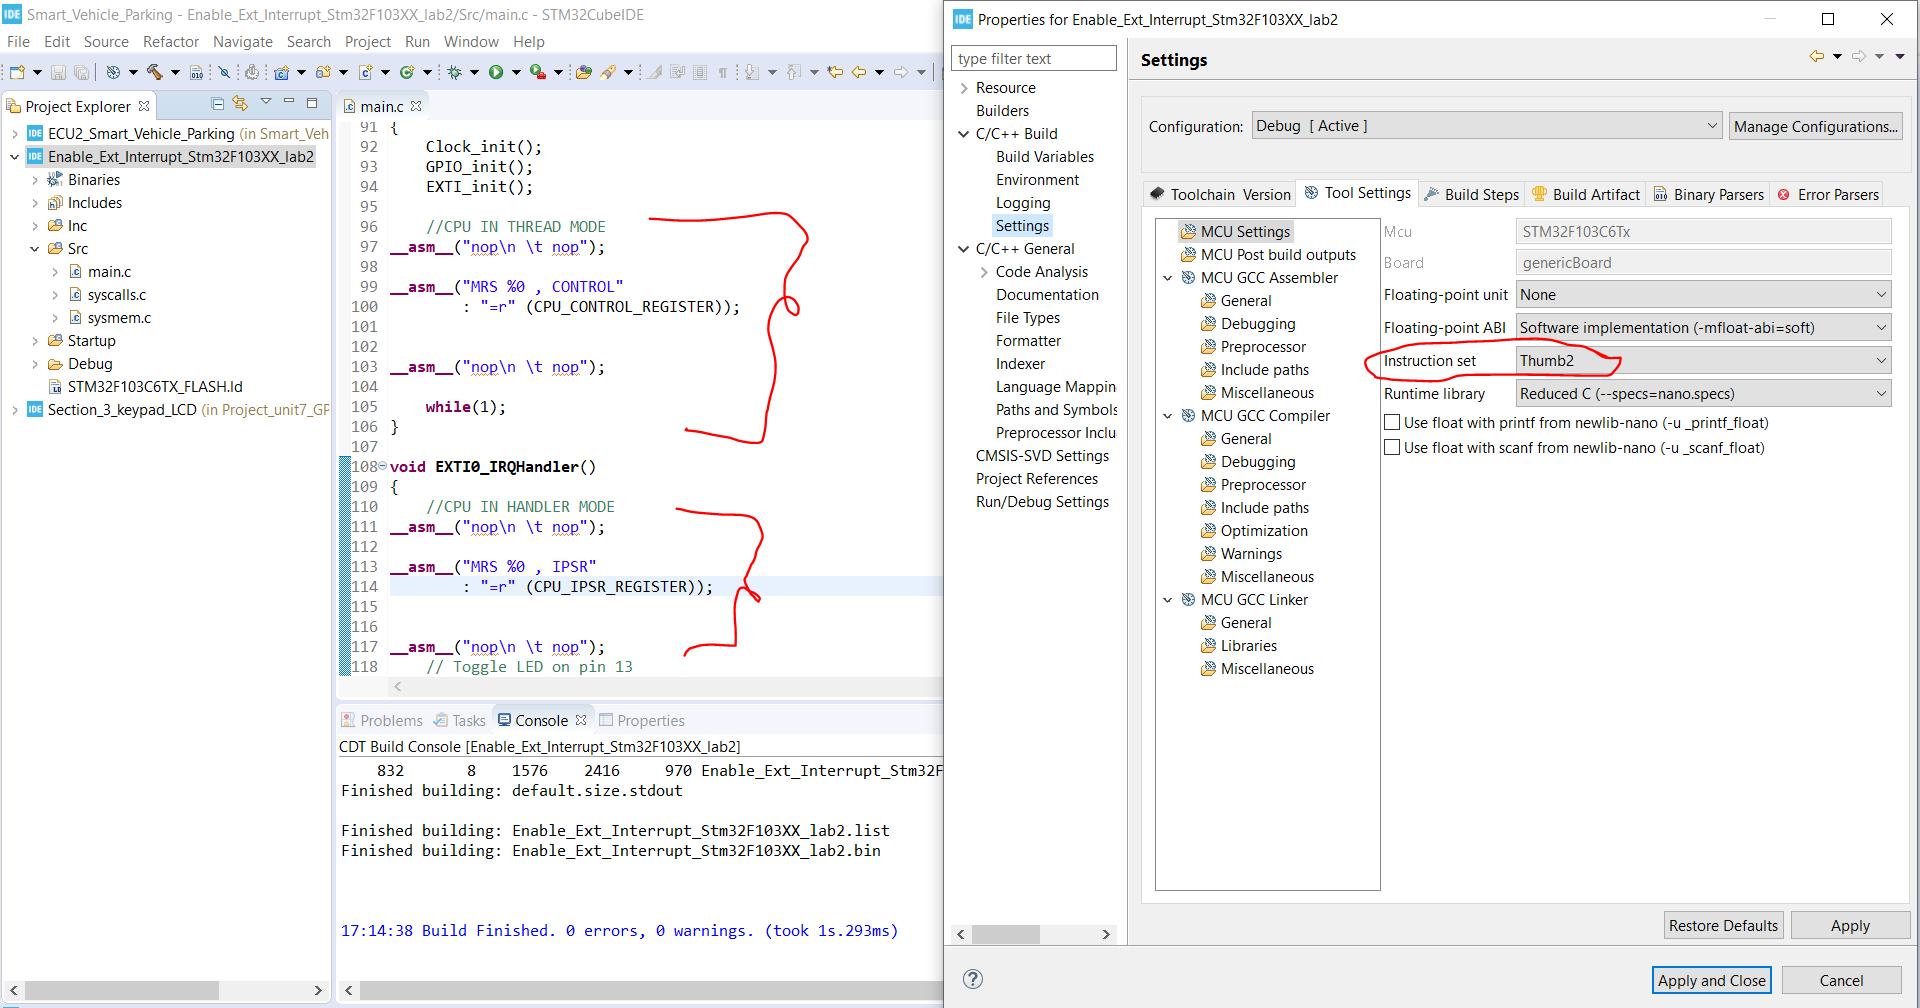 IDE Smart_Vehicle_Parking - Enable_Ext_Interrupt_Stm32F103XX_lab2/Src/main.c - STM32CubeIDE
File Edit Source Refactor Navigate Search Project Run Window Help
Project Explorer
IDE ECU2_Smart_Vehicle_Parking (in Smart_Veh
IDE Enable_Ext_Interrupt_Stm32F103XX_lab2
Binaries
Includes
Inc
Src
main.c
syscalls.c
sysmem.c
Startup
Debug
STM32F103C6TX_FLASH.ld
IDE Section_3_keypad_LCD (in Project_unit7_GP
main.c
91 {
92 Clock_init();
93 GPIO_init();
94 EXTI_init();
95
96 //CPU IN THREAD MODE
97 __asm__("nop\n \t nop");
98
99 __asm__("MRS %0 , CONTROL"
100 : "=r" (CPU_CONTROL_REGISTER));
101
102
103 __asm__("nop\n \t nop");
104
105 while(1);
106 }
107
108 void EXTI0_IRQHandler()
109 {
110 //CPU IN HANDLER MODE
111 __asm__("nop\n \t nop");
112
113 __asm__("MRS %0 , IPSR"
114 : "=r" (CPU_IPSR_REGISTER));
115
116
117 __asm__("nop\n \t nop");
118 // Toggle LED on pin 13
Problems Tasks Console Properties
CDT Build Console [Enable_Ext_Interrupt_Stm32F103XX_lab2]
832 8 1576 2416 970 Enable_Ext_Interrupt_Stm32F
Finished building: default.size.stdout
Finished building: Enable_Ext_Interrupt_Stm32F103XX_lab2.list
Finished building: Enable_Ext_Interrupt_Stm32F103XX_lab2.bin
17:14:38 Build Finished. 0 errors, 0 warnings. (took 1s.293ms)
IDE Properties for Enable_Ext_Interrupt_Stm32F103XX_lab2
type filter text
Resource
Builders
C/C++ Build
Build Variables
Environment
Logging
Settings
C/C++ General
Code Analysis
Documentation
File Types
Formatter
Indexer
Language Mappin
Paths and Symbols
Preprocessor Inclu
CMSIS-SVD Settings
Project References
Run/Debug Settings
Settings
Configuration: Debug [ Active ] Manage Configurations...
Toolchain Version Tool Settings Build Steps Build Artifact Binary Parsers Error Parsers
MCU Settings
MCU Post build outputs
MCU GCC Assembler
General
Debugging
Preprocessor
Include paths
Miscellaneous
MCU GCC Compiler
General
Debugging
Preprocessor
Include paths
Optimization
Warnings
Miscellaneous
MCU GCC Linker
General
Libraries
Miscellaneous
Mcu STM32F103C6Tx
Board genericBoard
Floating-point unit None
Floating-point ABI Software implementation (-mfloat-abi=soft)
Instruction set Thumb2
Runtime library Reduced C (--specs=nano.specs)
Use float with printf from newlib-nano (-u _printf_float)
Use float with scanf from newlib-nano (-u _scanf_float)
Restore Defaults Apply
Apply and Close Cancel